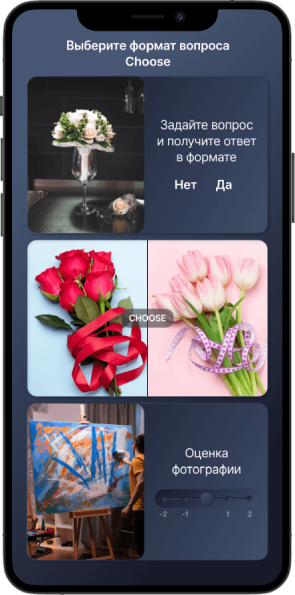 Выберите формат вопроса
Choose
Задайте вопрос
и получите ответ
в формате
Нет Да
CHOOSE
Оценка
фотографии
-2 -1 1 2